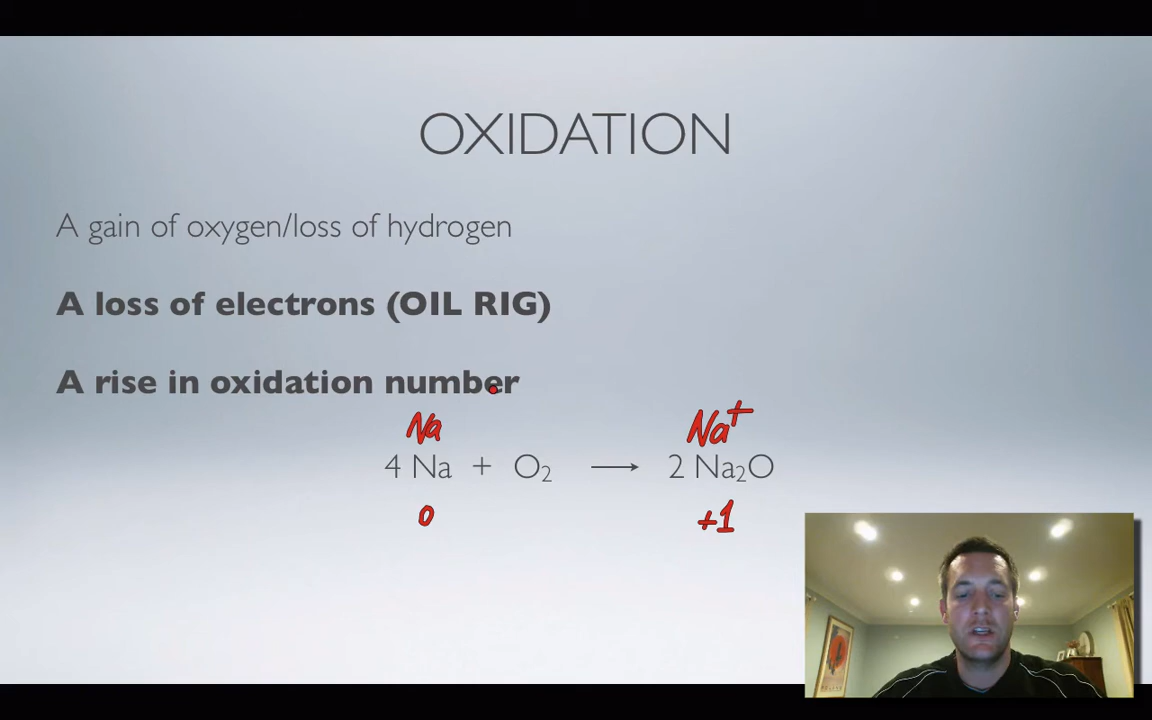 OXIDATION
A gain of oxygen/loss of hydrogen
A loss of electrons (OIL RIG)
A rise in oxidation number
Na Na⁺
4 Na + O₂ ⟶ 2 Na₂O
0 +1